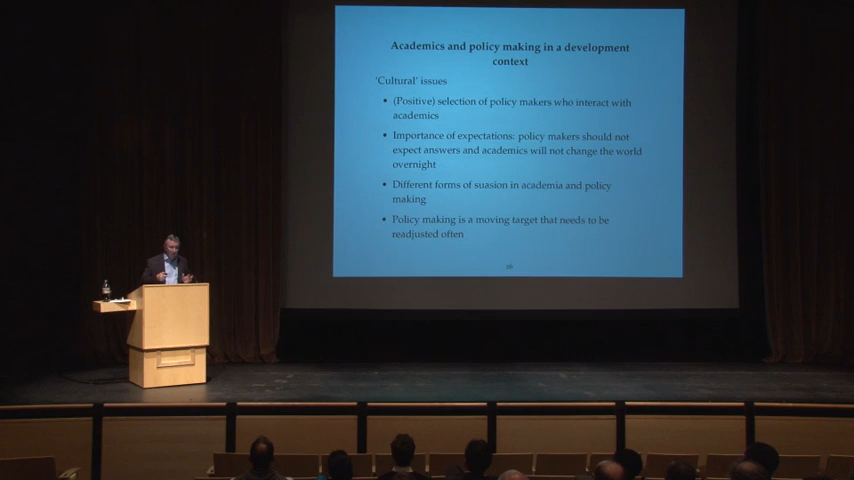 Academics and policy making in a development
context
'Cultural' issues
• (Positive) selection of policy makers who interact with
academics
• Importance of expectations: policy makers should not
expect answers and academics will not change the world
overnight
• Different forms of suasion in academia and policy
making
• Policy making is a moving target that needs to be
readjusted often